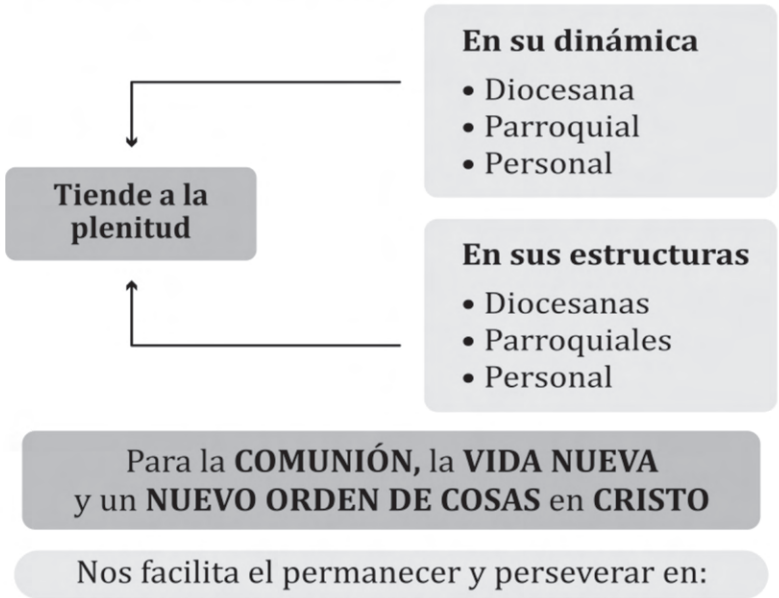 En su dinámica
• Diocesana
• Parroquial
• Personal
Tiende a la
plenitud
En sus estructuras
• Diocesanas
• Parroquiales
• Personal
Para la COMUNIÓN, la VIDA NUEVA
y un NUEVO ORDEN DE COSAS en CRISTO
Nos facilita el permanecer y perseverar en: